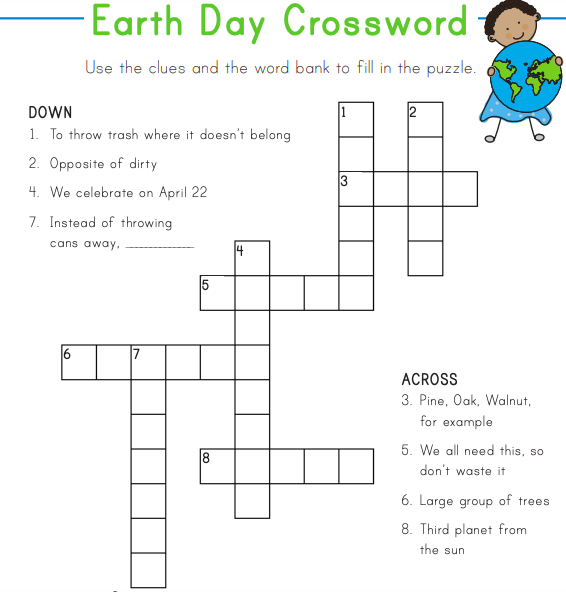 Earth Day Crossword
Use the clues and the word bank to fill in the puzzle.
DOWN
1. To throw trash where it doesn't belong
2. Opposite of dirty
4. We celebrate on April 22
7. Instead of throwing
cans away, ______________
1
2
3
4
5
6
7
8
ACROSS
3. Pine, Oak, Walnut,
for example
5. We all need this, so
don't waste it
6. Large group of trees
8. Third planet from
the sun